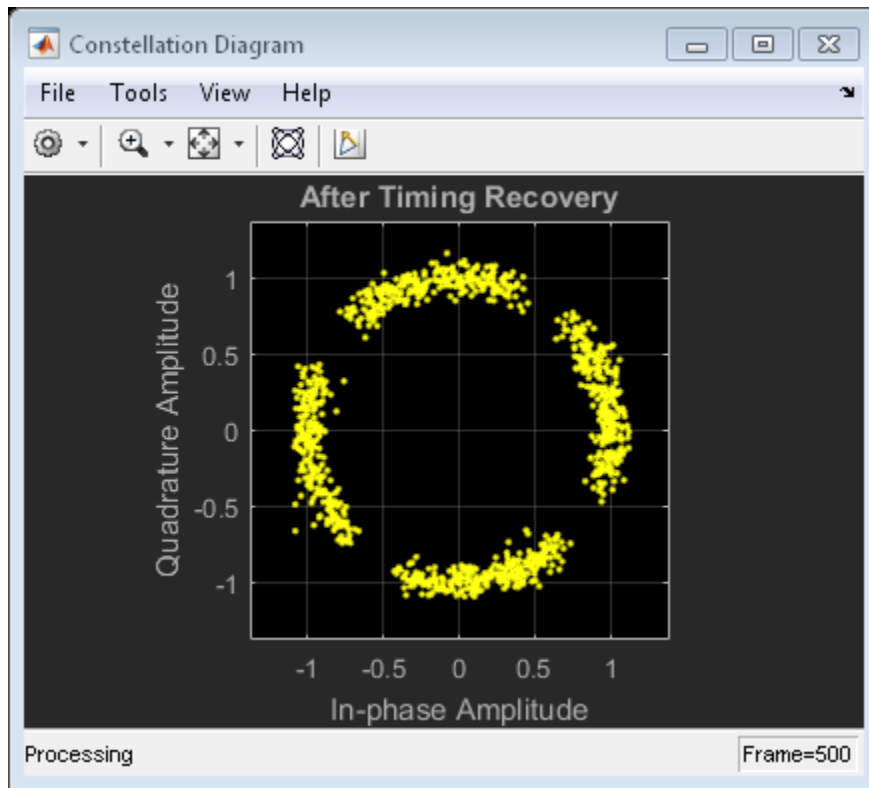 Constellation Diagram
File Tools View Help
After Timing Recovery
Quadrature Amplitude
1
0.5
0
-0.5
-1
-1 -0.5 0 0.5 1
In-phase Amplitude
Processing Frame=500